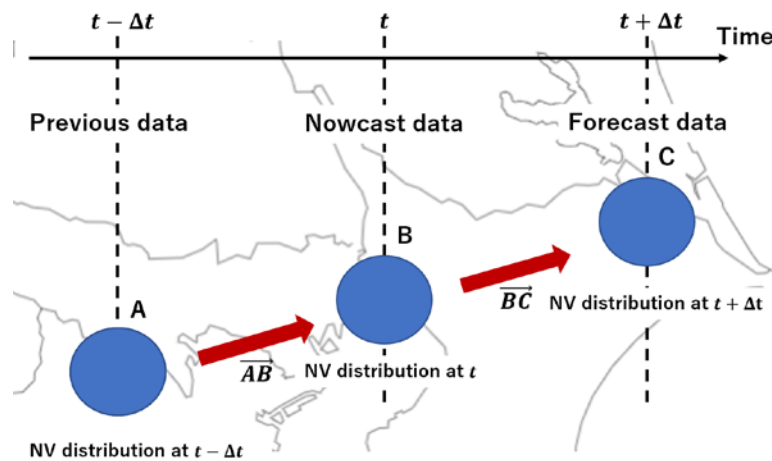 t − Δt
t
t + Δt
Time
Previous data
Nowcast data
Forecast data
C
B
A
BC
NV distribution at t + Δt
AB
NV distribution at t
NV distribution at t − Δt